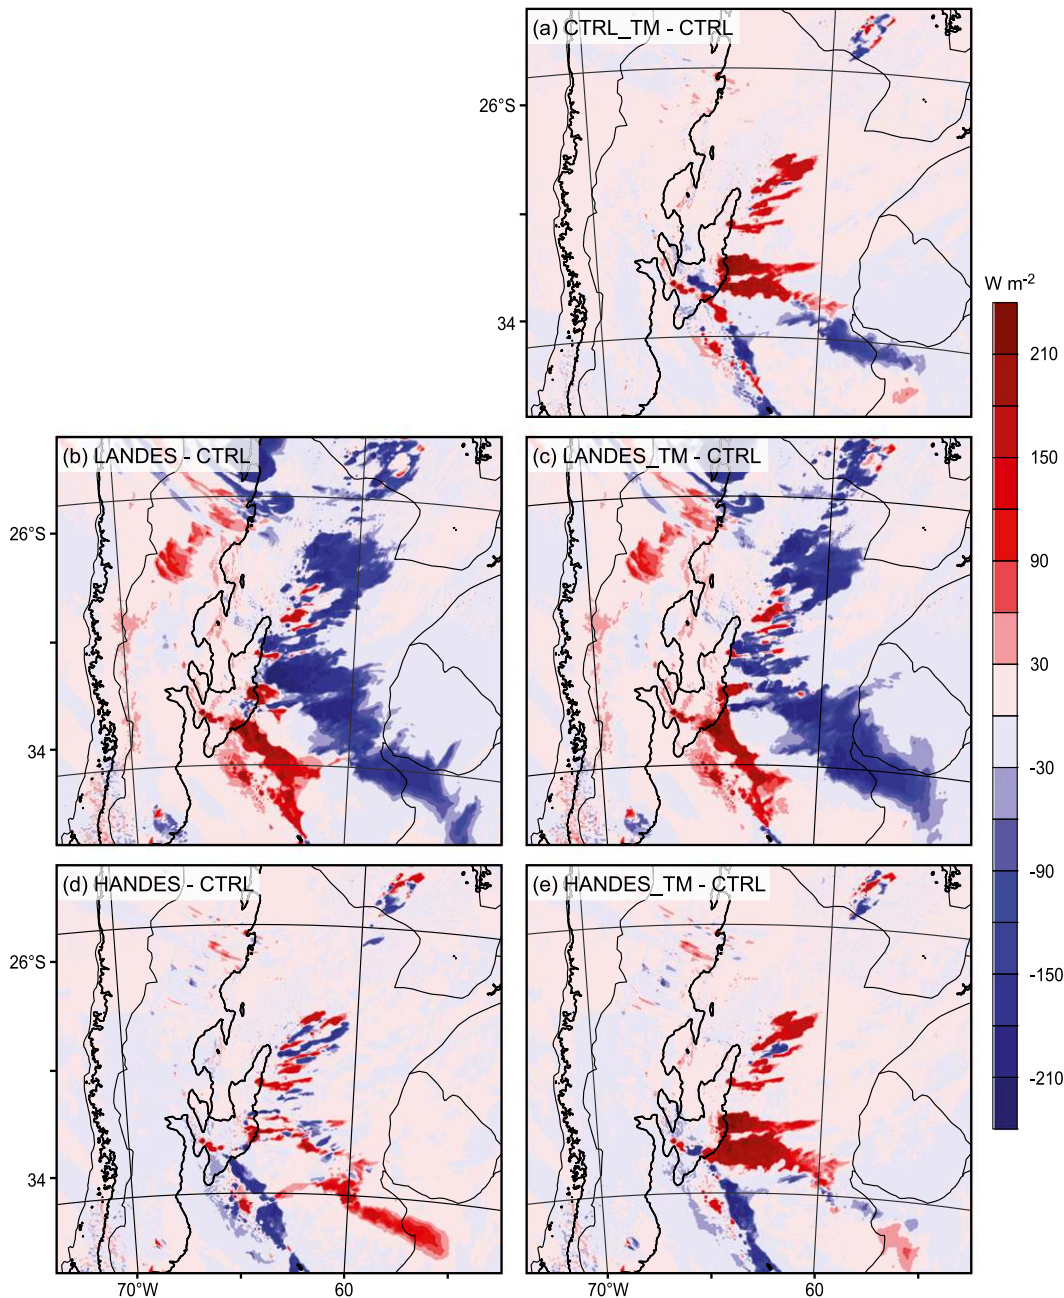 (a) CTRL_TM - CTRL
26°S
34
W m-2
210
150
90
30
-30
-90
-150
-210
(b) LANDES - CTRL
(c) LANDES_TM - CTRL
26°S
34
(d) HANDES - CTRL
(e) HANDES_TM - CTRL
26°S
34
70°W
60
70°W
60